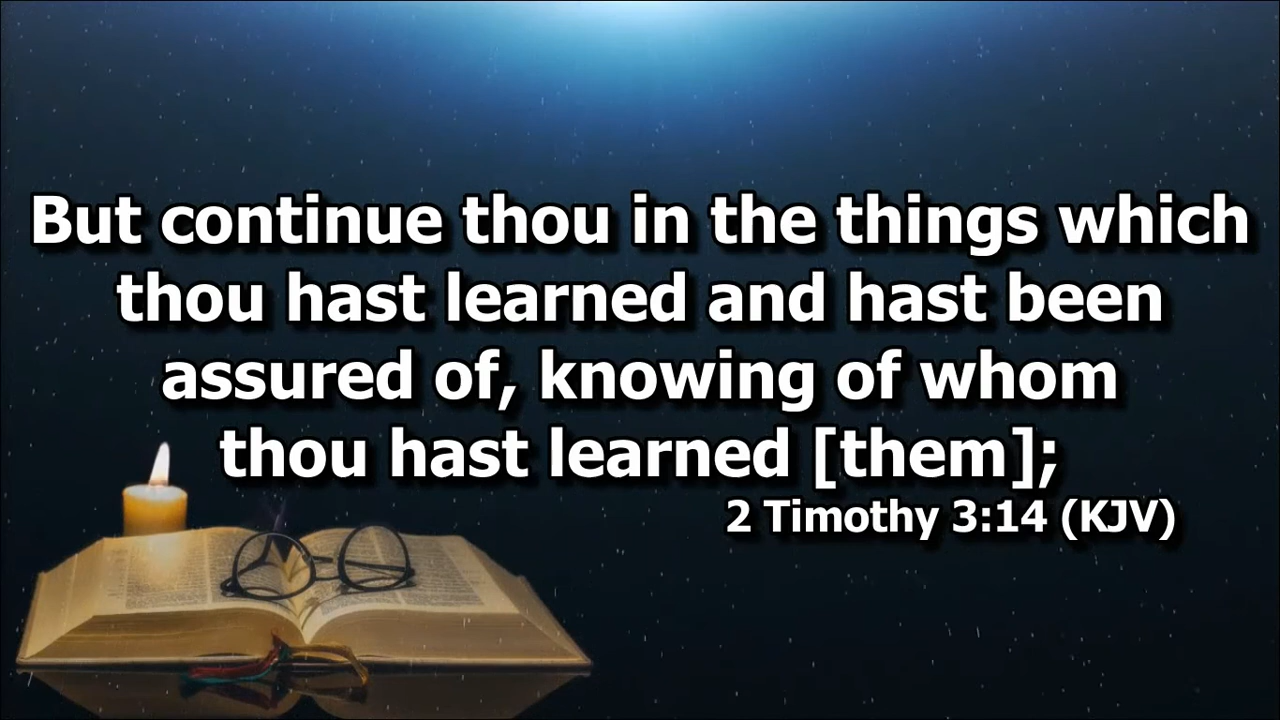 But continue thou in the things which
thou hast learned and hast been
assured of, knowing of whom
thou hast learned [them];
2 Timothy 3:14 (KJV)